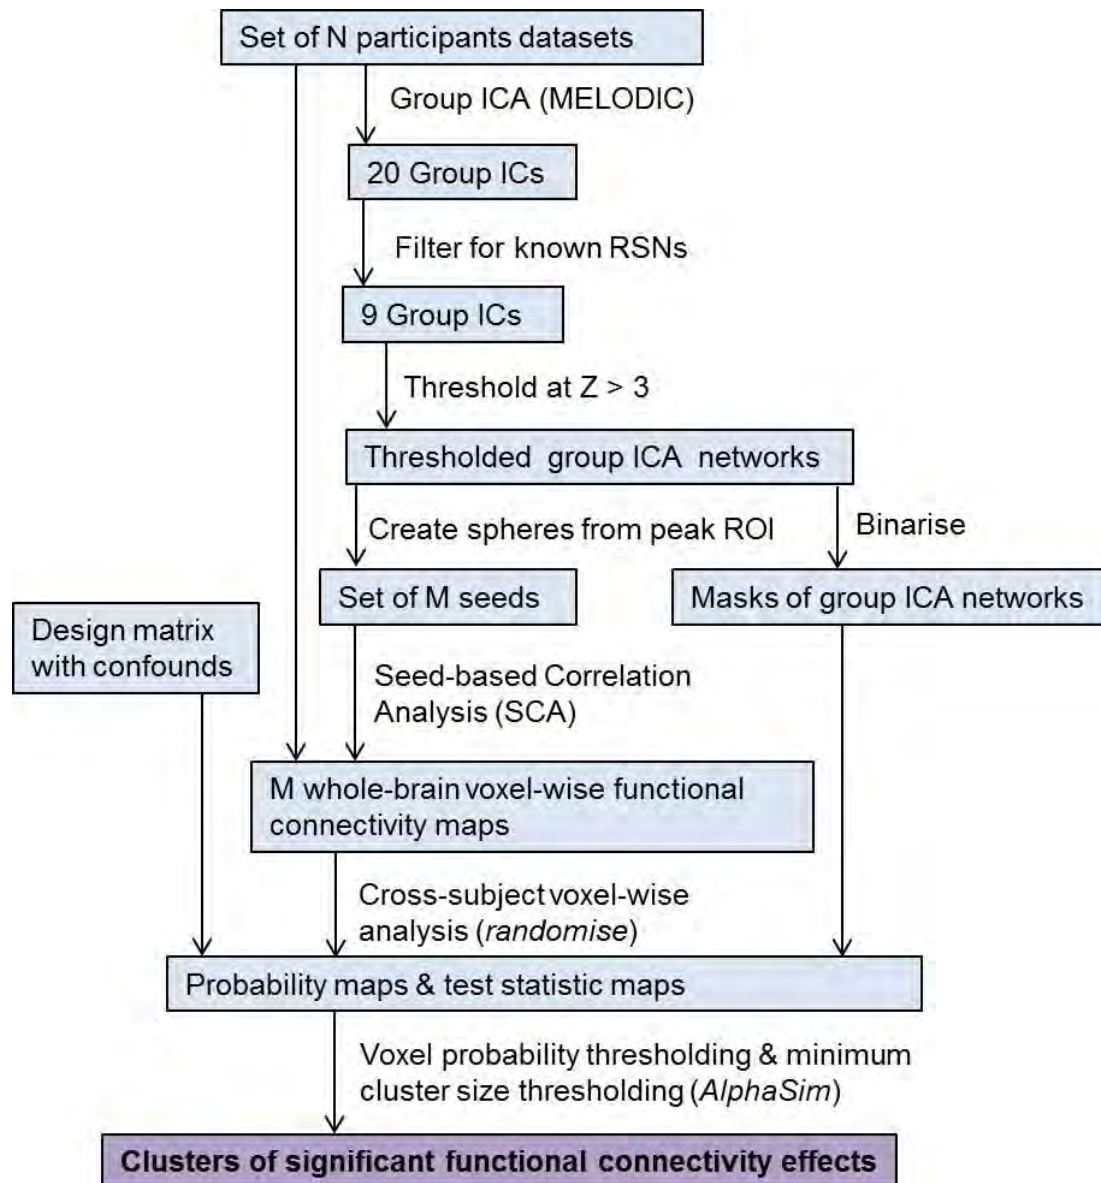 Set of N participants datasets
Group ICA (MELODIC)
20 Group ICs
Filter for known RSNs
9 Group ICs
Threshold at Z > 3
Thresholded group ICA networks
Create spheres from peak ROI
Binarise
Set of M seeds
Masks of group ICA networks
Design matrix
with confounds
Seed-based Correlation
Analysis (SCA)
M whole-brain voxel-wise functional
connectivity maps
Cross-subject voxel-wise
analysis (randomise)
Probability maps & test statistic maps
Voxel probability thresholding & minimum
cluster size thresholding (AlphaSim)
Clusters of significant functional connectivity effects